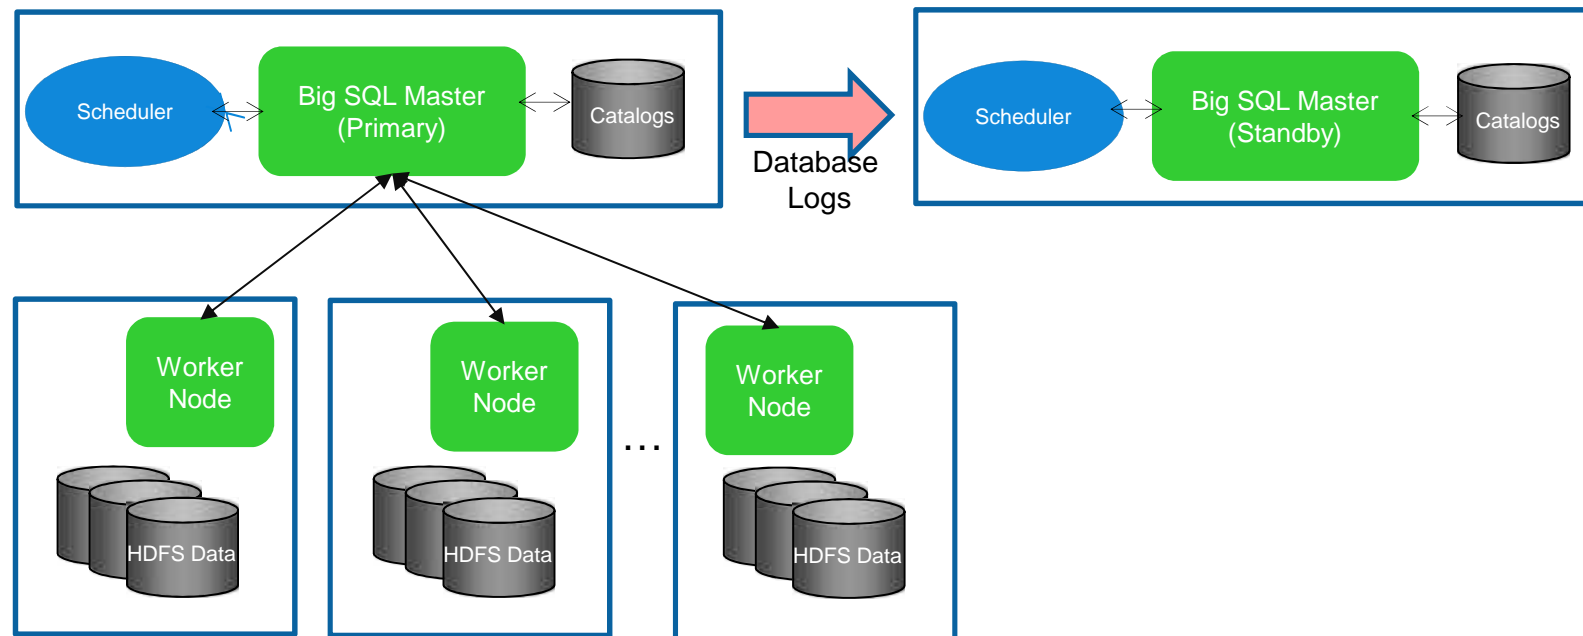 Scheduler
Big SQL Master
(Primary)
Catalogs
Database
Logs
Scheduler
Big SQL Master
(Standby)
Catalogs
Worker
Node
HDFS Data
Worker
Node
HDFS Data
...
Worker
Node
HDFS Data